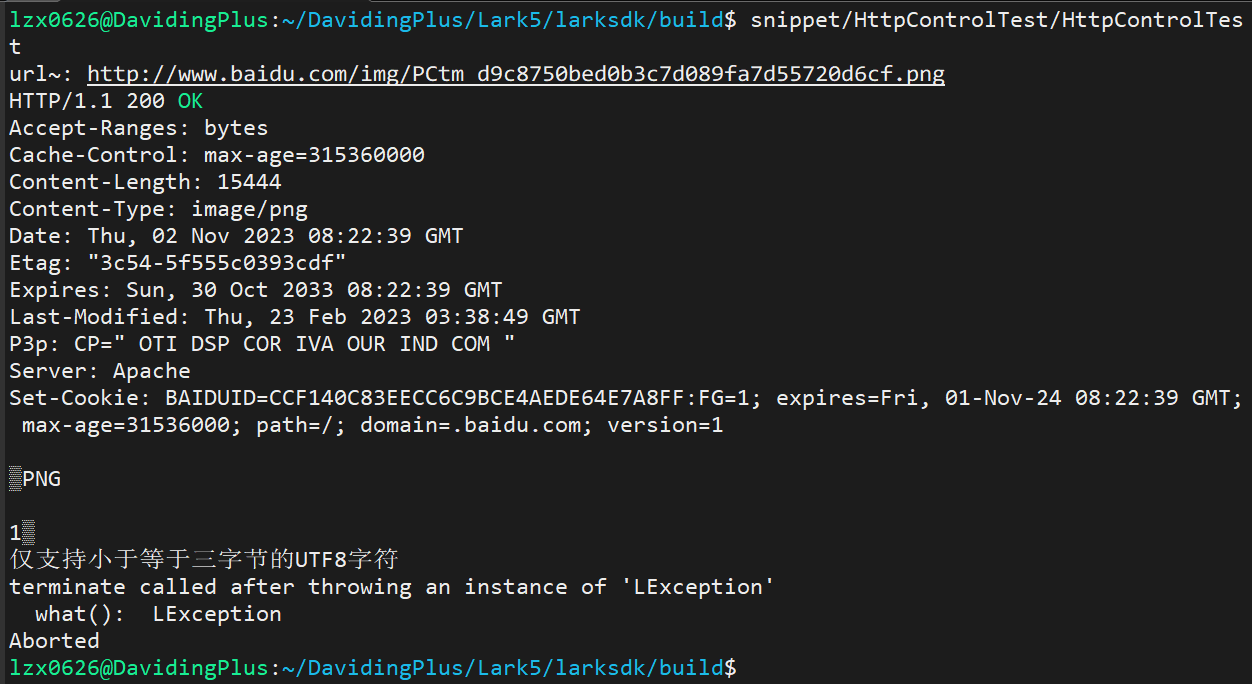 lzx0626@DavidingPlus:~/DavidingPlus/Lark5/larksdk/build$ snippet/HttpControlTest/HttpControlTes
t
url~: http://www.baidu.com/img/PCtm_d9c8750bed0b3c7d089fa7d55720d6cf.png
HTTP/1.1 200 OK
Accept-Ranges: bytes
Cache-Control: max-age=315360000
Content-Length: 15444
Content-Type: image/png
Date: Thu, 02 Nov 2023 08:22:39 GMT
Etag: "3c54-5f555c0393cdf"
Expires: Sun, 30 Oct 2033 08:22:39 GMT
Last-Modified: Thu, 23 Feb 2023 03:38:49 GMT
P3p: CP=" OTI DSP COR IVA OUR IND COM "
Server: Apache
Set-Cookie: BAIDUID=CCF140C83EECC6C9BCE4AEDE64E7A8FF:FG=1; expires=Fri, 01-Nov-24 08:22:39 GMT;
max-age=31536000; path=/; domain=.baidu.com; version=1
▒PNG
1▒
仅支持小于等于三字节的UTF8字符
terminate called after throwing an instance of 'LException'
what():  LException
Aborted
lzx0626@DavidingPlus:~/DavidingPlus/Lark5/larksdk/build$